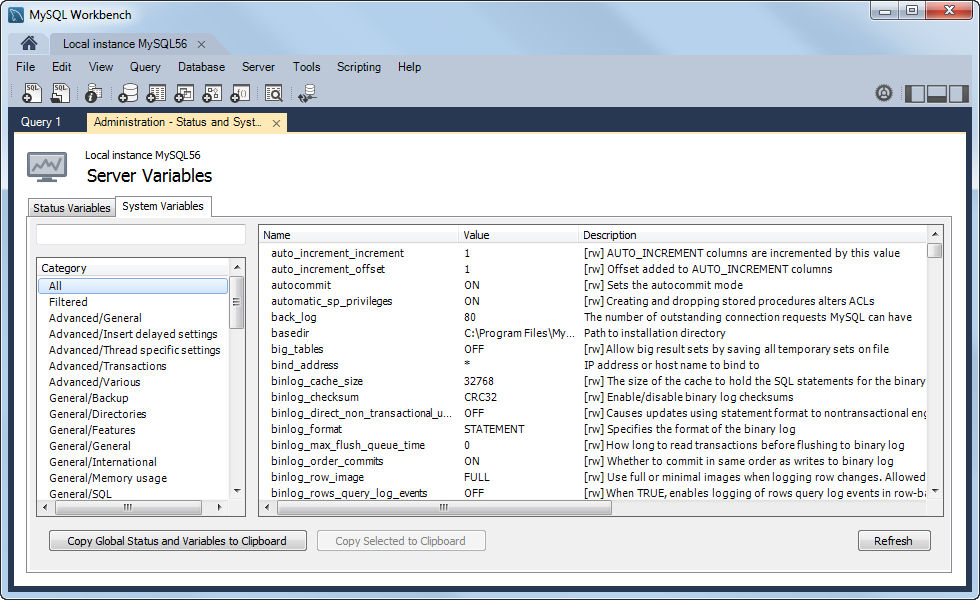 MySQL Workbench
Local instance MySQL56
File Edit View Query Database Server Tools Scripting Help
SQL SQL
Query 1 Administration - Status and Syst...
Local instance MySQL56
Server Variables
Status Variables System Variables
Category
All
Filtered
Advanced/General
Advanced/Insert delayed settings
Advanced/Thread specific settings
Advanced/Transactions
Advanced/Various
General/Backup
General/Directories
General/Features
General/General
General/International
General/Memory usage
General/SQL
Name Value Description
auto_increment_increment 1 [rw] AUTO_INCREMENT columns are incremented by this value
auto_increment_offset 1 [rw] Offset added to AUTO_INCREMENT columns
autocommit ON [rw] Sets the autocommit mode
automatic_sp_privileges ON [rw] Creating and dropping stored procedures alters ACLs
back_log 80 The number of outstanding connection requests MySQL can have
basedir C:\Program Files\My... Path to installation directory
big_tables OFF [rw] Allow big result sets by saving all temporary sets on file
bind_address * IP address or host name to bind to
binlog_cache_size 32768 [rw] The size of the cache to hold the SQL statements for the binary
binlog_checksum CRC32 [rw] Enable/disable binary log checksums
binlog_direct_non_transactional_u... OFF [rw] Causes updates using statement format to nontransactional eng
binlog_format STATEMENT [rw] Specifies the format of the binary log
binlog_max_flush_queue_time 0 [rw] How long to read transactions before flushing to binary log
binlog_order_commits ON [rw] Whether to commit in same order as writes to binary log
binlog_row_image FULL [rw] Use full or minimal images when logging row changes. Allowed
binlog_rows_query_log_events OFF [rw] When TRUE, enables logging of rows query log events in row-ba
Copy Global Status and Variables to Clipboard Copy Selected to Clipboard Refresh